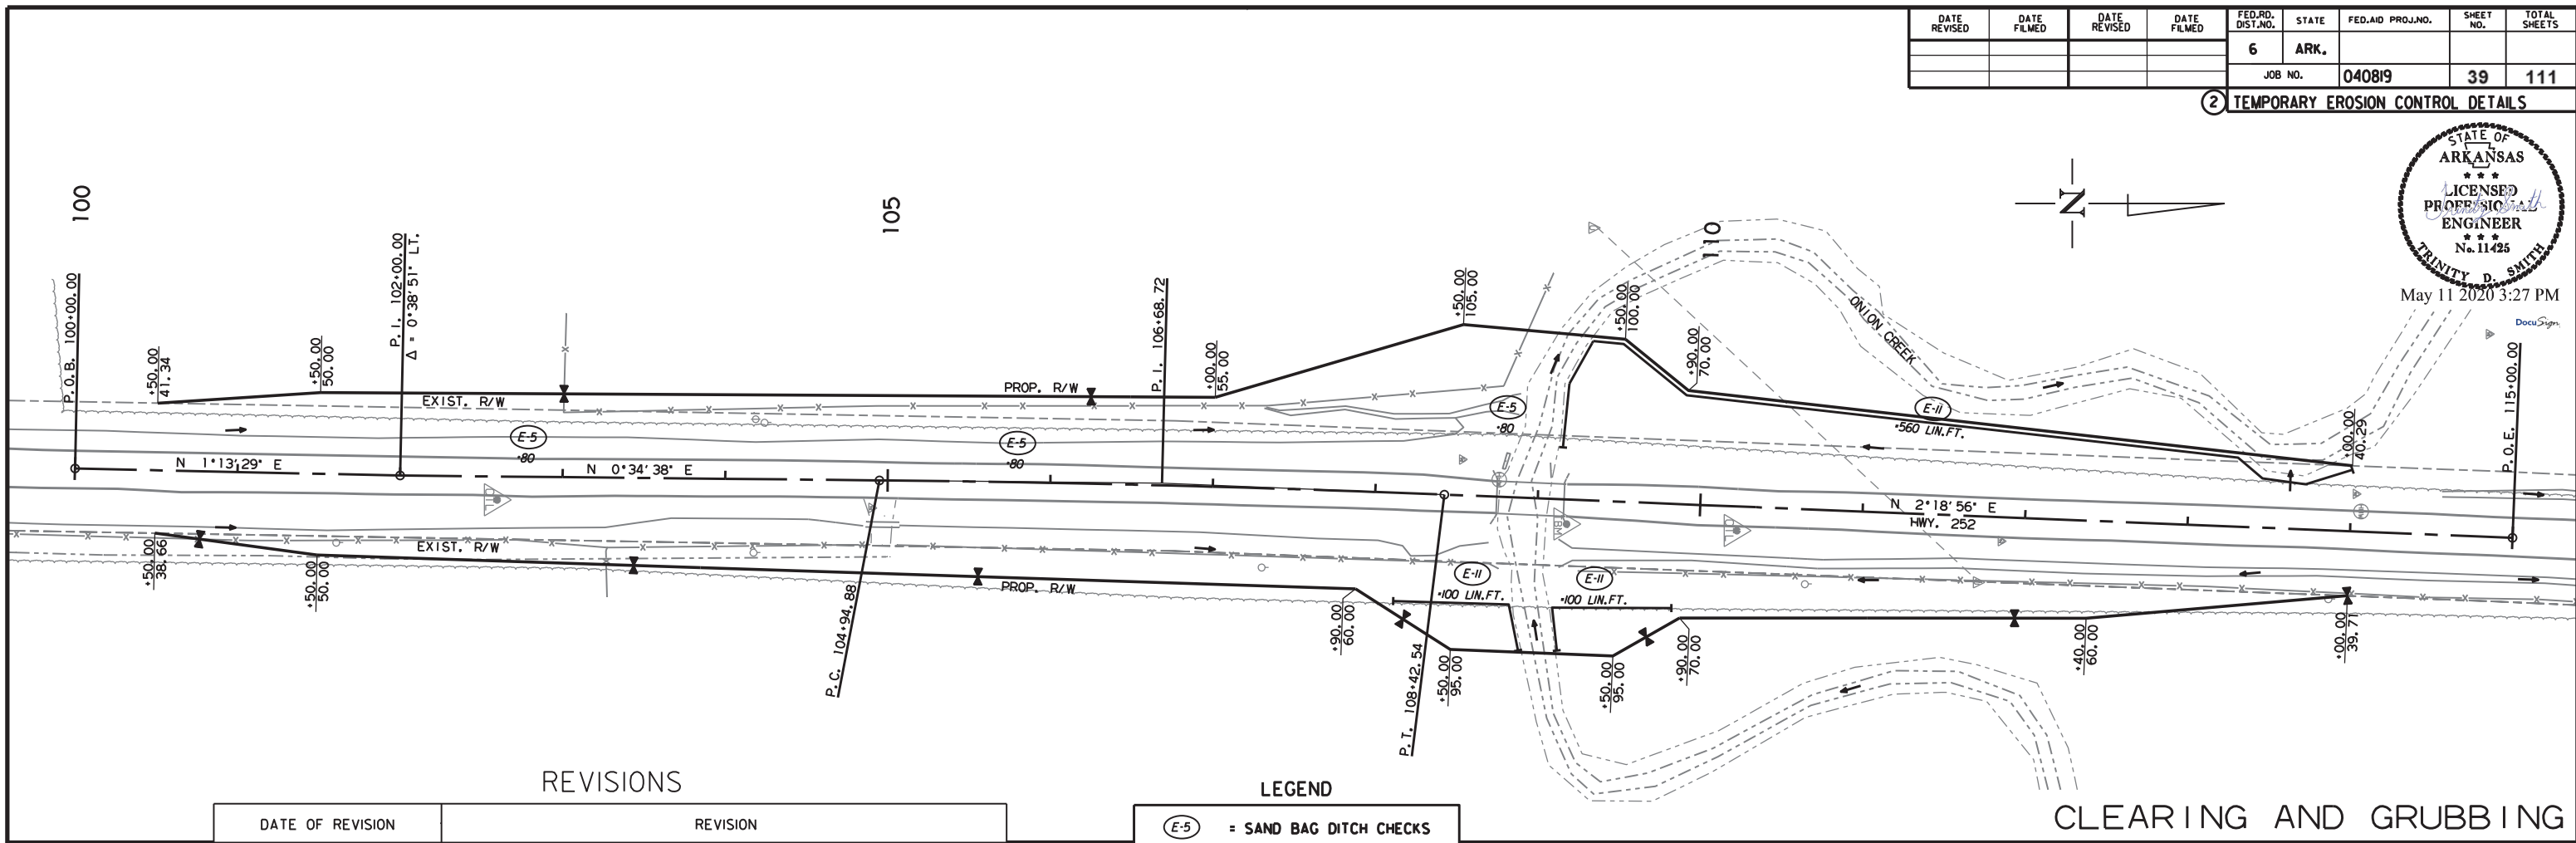 DATE REVISED
DATE FILMED
DATE REVISED
DATE FILMED
FED.RD. DIST.NO.
STATE
FED.AID PROJ.NO.
SHEET NO.
TOTAL SHEETS
6
ARK.
JOB NO.
040819
39
111
2
TEMPORARY EROSION CONTROL DETAILS
STATE OF
ARKANSAS
★ ★ ★
LICENSED
PROFESSIONAL
ENGINEER
★ ★ ★
No. 11425
TRINITY D. SMITH
May 11 2020 3:27 PM
DocuSign
N
100
105
110
P.O.B. 100+00.00
+50.00
41.34
+50.00
50.00
P.I. 102+00.00
Δ = 0°38'51" LT.
P.I. 106+68.72
+00.00
55.00
+50.00
105.00
+50.00
100.00
+90.00
70.00
ONION CREEK
+00.00
40.29
P.O.E. 115+00.00
PROP. R/W
EXIST. R/W
E-5
+80
E-5
+80
E-5
+80
E-11
+560 LIN.FT.
N 1°13'29" E
N 0°34'38" E
N 2°18'56" E
HWY. 252
EXIST. R/W
PROP. R/W
E-11
+100 LIN.FT.
E-11
+100 LIN.FT.
+50.00
38.66
+50.00
50.00
P.C. 104+94.88
+90.00
60.00
P.T. 108+42.54
+50.00
95.00
+50.00
95.00
+90.00
70.00
+40.00
60.00
+00.00
39.71
REVISIONS
DATE OF REVISION
REVISION
LEGEND
E-5 = SAND BAG DITCH CHECKS
CLEARING AND GRUBBING